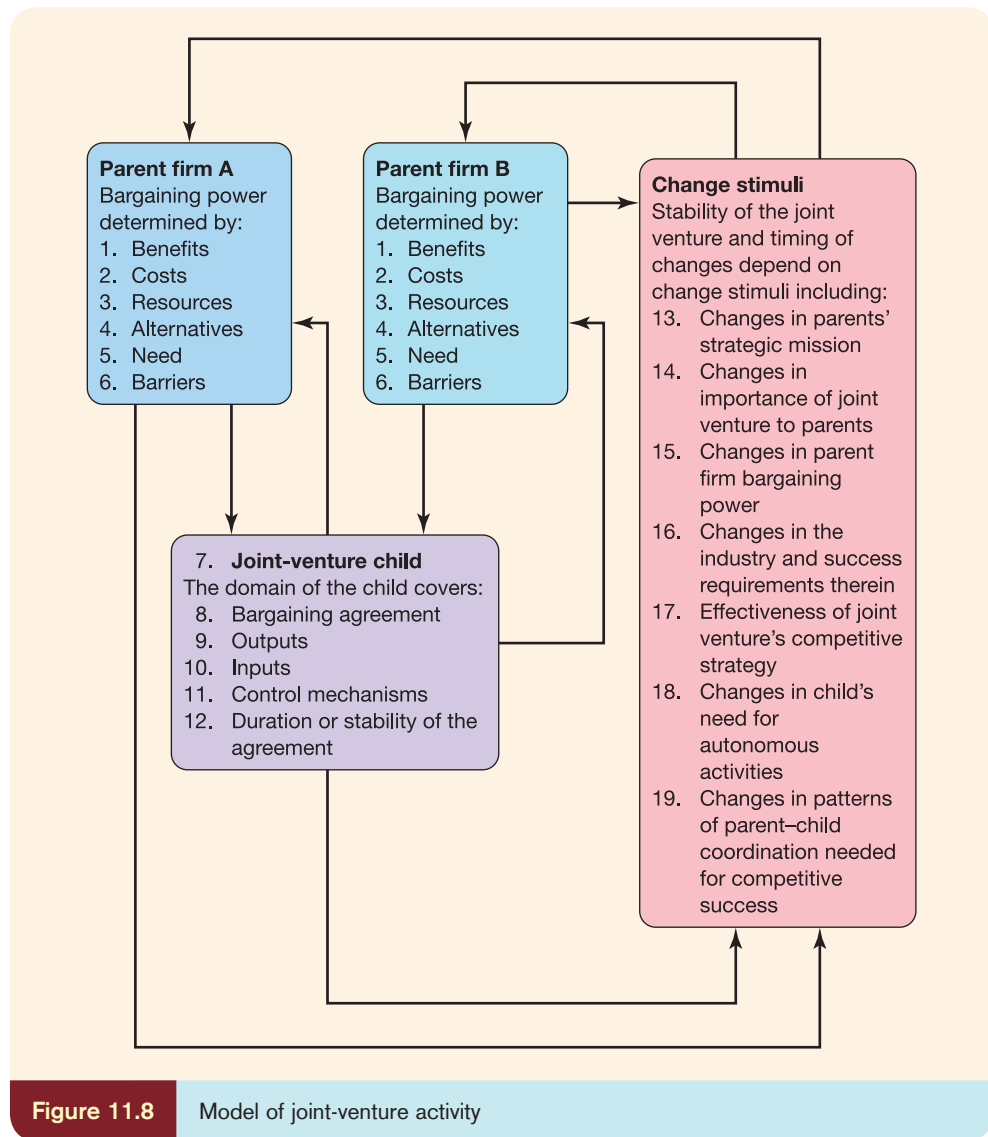 Parent firm A
Bargaining power
determined by:
1. Benefits
2. Costs
3. Resources
4. Alternatives
5. Need
6. Barriers
Parent firm B
Bargaining power
determined by:
1. Benefits
2. Costs
3. Resources
4. Alternatives
5. Need
6. Barriers
Change stimuli
Stability of the joint
venture and timing of
changes depend on
change stimuli including:
13. Changes in parents’
strategic mission
14. Changes in
importance of joint
venture to parents
15. Changes in parent
firm bargaining
power
16. Changes in the
industry and success
requirements therein
17. Effectiveness of joint
venture’s competitive
strategy
18. Changes in child’s
need for
autonomous
activities
19. Changes in patterns
of parent–child
coordination needed
for competitive
success
7. Joint-venture child
The domain of the child covers:
8. Bargaining agreement
9. Outputs
10. Inputs
11. Control mechanisms
12. Duration or stability of the
agreement
Figure 11.8 Model of joint-venture activity